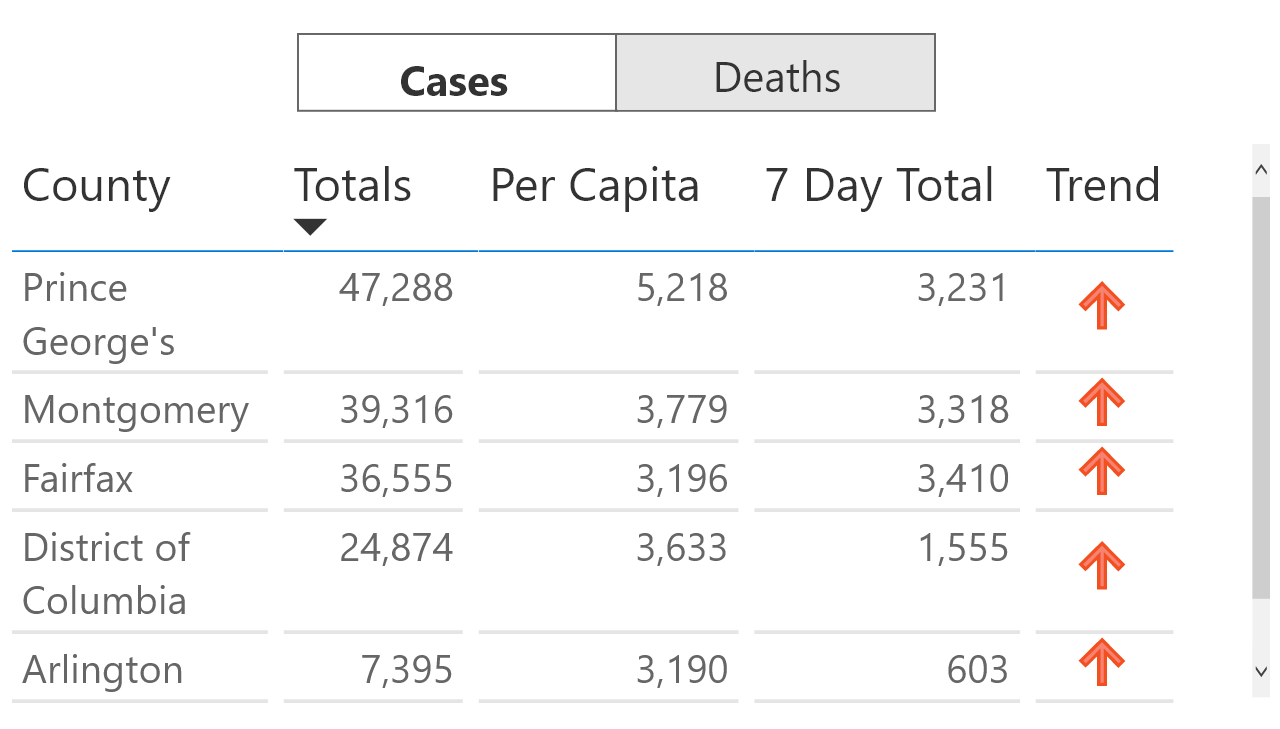 Cases Deaths
County Totals Per Capita 7 Day Total Trend
Prince 47,288 5,218 3,231
George's
Montgomery 39,316 3,779 3,318
Fairfax 36,555 3,196 3,410
District of 24,874 3,633 1,555
Columbia
Arlington 7,395 3,190 603